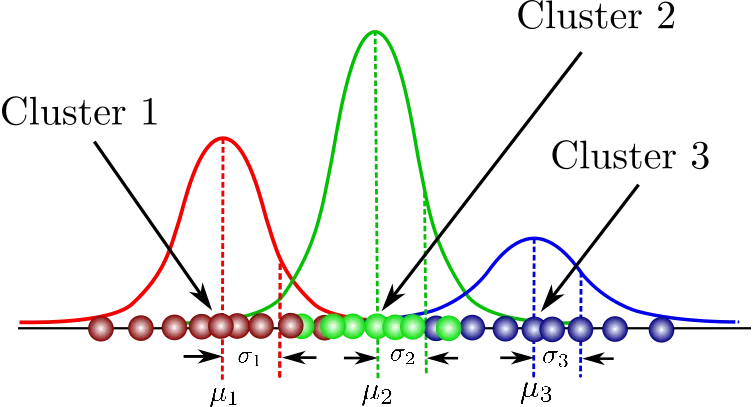 Cluster 2
Cluster 1
Cluster 3
σ₁
σ₂
σ₃
μ₁
μ₂
μ₃